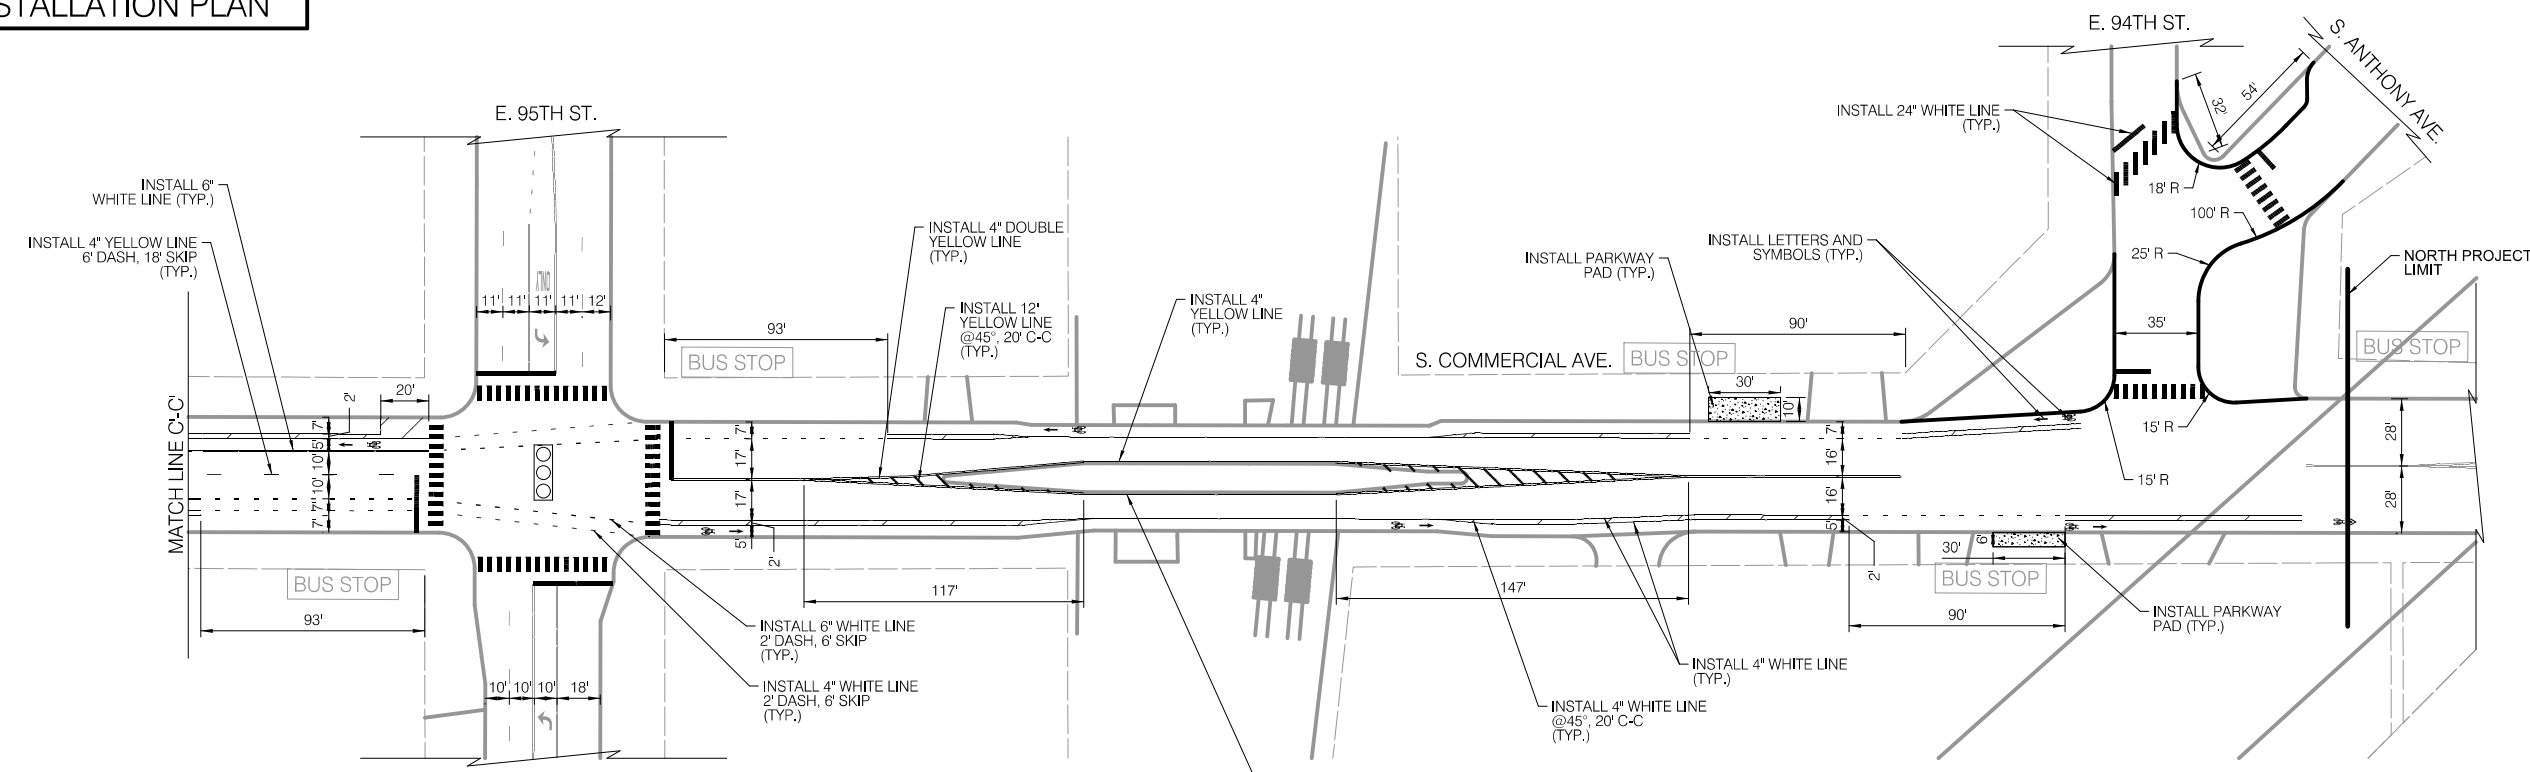 STALLATION PLAN
E. 94TH ST.
S. ANTHONY AVE.
E. 95TH ST.
INSTALL 24" WHITE LINE
(TYP.)
32'
54'
INSTALL 6"
WHITE LINE (TYP.)
INSTALL 4" YELLOW LINE
6' DASH, 18' SKIP
(TYP.)
INSTALL 4" DOUBLE
YELLOW LINE
(TYP.)
INSTALL 12'
YELLOW LINE
@45°, 20' C-C
(TYP.)
INSTALL 4"
YELLOW LINE
(TYP.)
INSTALL PARKWAY
PAD (TYP.)
INSTALL LETTERS AND
SYMBOLS (TYP.)
18' R
100' R
25' R
NORTH PROJECT
LIMIT
ONLY
11' 11' 11' 11' 12'
93'
90'
35'
BUS STOP
S. COMMERCIAL AVE.
BUS STOP
BUS STOP
30'
10'
20'
2'
MATCH LINE C'-C'
7'
5'
10'
10'
7'
7'
7'
17'
17'
5'
2'
7'
16'
16'
5'
2'
15' R
15' R
28'
28'
BUS STOP
93'
117'
147'
30'
6'
BUS STOP
90'
INSTALL PARKWAY
PAD (TYP.)
INSTALL 6" WHITE LINE
2' DASH, 6' SKIP
(TYP.)
INSTALL 4" WHITE LINE
2' DASH, 6' SKIP
(TYP.)
INSTALL 4" WHITE LINE
(TYP.)
INSTALL 4" WHITE LINE
@45°, 20' C-C
(TYP.)
10' 10' 10' 18'